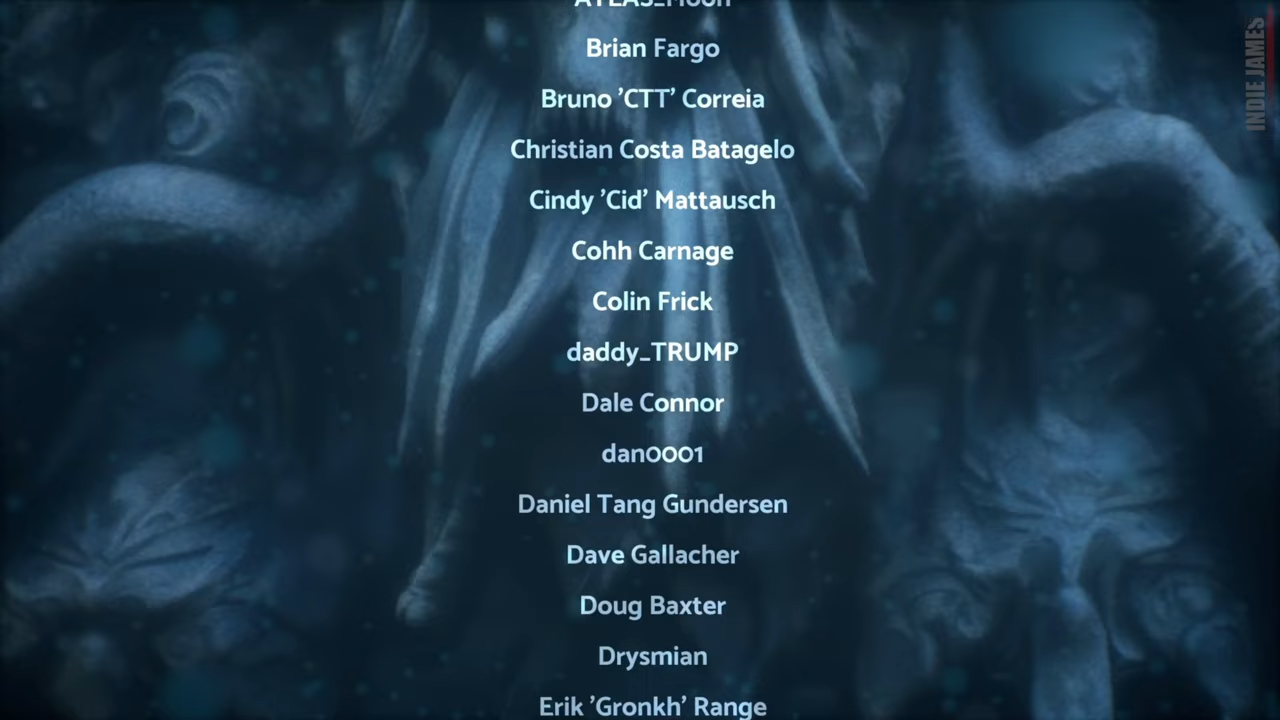 ATLAS_Moon
Brian Fargo
Bruno 'CTT' Correia
Christian Costa Batagelo
Cindy 'Cid' Mattausch
Cohh Carnage
Colin Frick
daddy_TRUMP
Dale Connor
dan0001
Daniel Tang Gundersen
Dave Gallacher
Doug Baxter
Drysmian
Erik 'Gronkh' Range
INDIE JAMES